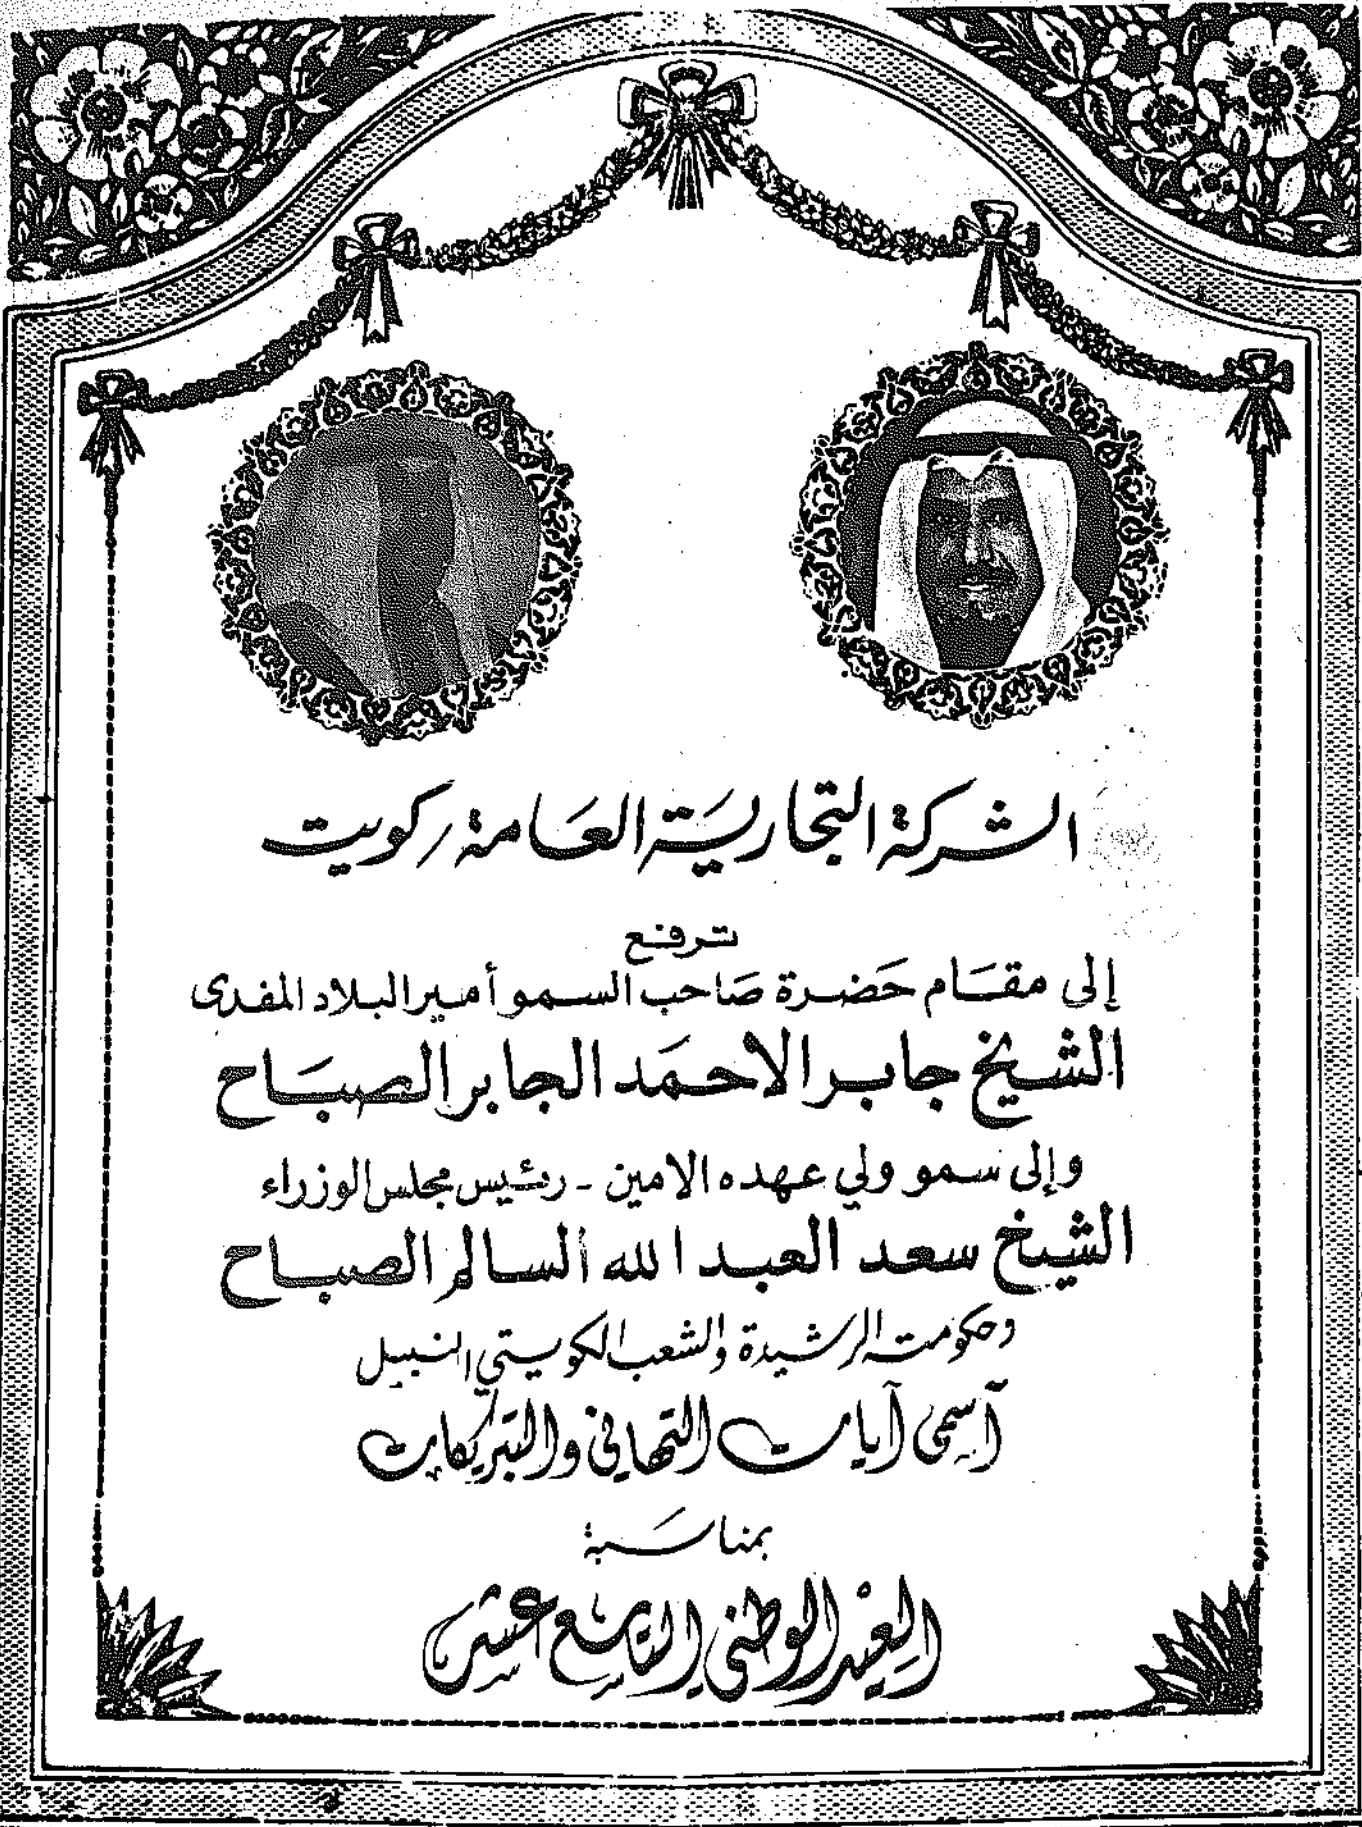 الشركة التجارية العامة / كويت
ترفع
إلى مقام حضرة صاحب السمو أمير البلاد المفدى
الشيخ جابر الاحمد الجابر الصباح
وإلى سمو ولي عهده الامين - رئيس مجلس الوزراء
الشيخ سعد العبد الله السالم الصباح
وحكومته الرشيدة والشعب الكويتي النبيل
آسمى آيات التهاني والتبريكات
بمناسبة
العيد الوطني التاسع عشر